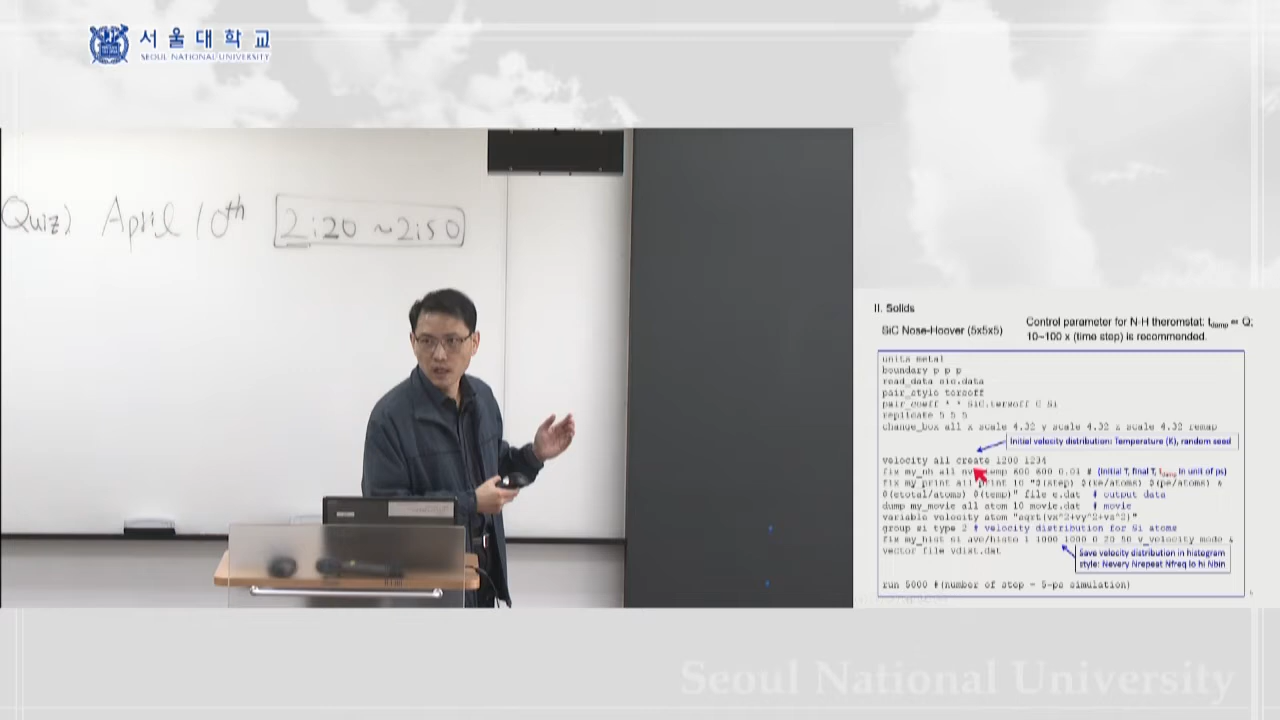 서울대학교
SEOUL NATIONAL UNIVERSITY
Quiz) April 10th 2:20 ~2:50
II. Solids
SiC Nose-Hoover (5x5x5)
Control parameter for N-H theromstat: tdamp = Q;
10~100 x (time step) is recommended.
units metal
boundary p p p
read_data sic.data
pair_style tersoff
pair_coeff * * SiC.tersoff C Si
replicate 5 5 5
change_box all x scale 4.32 y scale 4.32 z scale 4.32 remap
Initial velocity distribution: Temperature (K), random seed
velocity all create 1200 1234
fix my_nh all temp 600 600 0.01 # (Initial T, final T, tdamp in unit of ps)
fix my_print all print 10 "$(step) $(ke/atoms) $(pe/atoms) &
$(etotal/atoms) $(temp)" file e.dat # output data
dump my_movie all atom 10 movie.dat # movie
variable velocity atom "sqrt(vx^2+vy^2+vz^2)"
group si type 2 # velocity distribution for Si atoms
fix my_hist si ave/histo 1 1000 1000 0 20 50 v_velocity mode &
vector file vdist.dat
Save velocity distribution in histogram
style: Nevery Nrepeat Nfreq lo hi Nbin
run 5000 #(number of step - 5-ps simulation)
Seoul National University